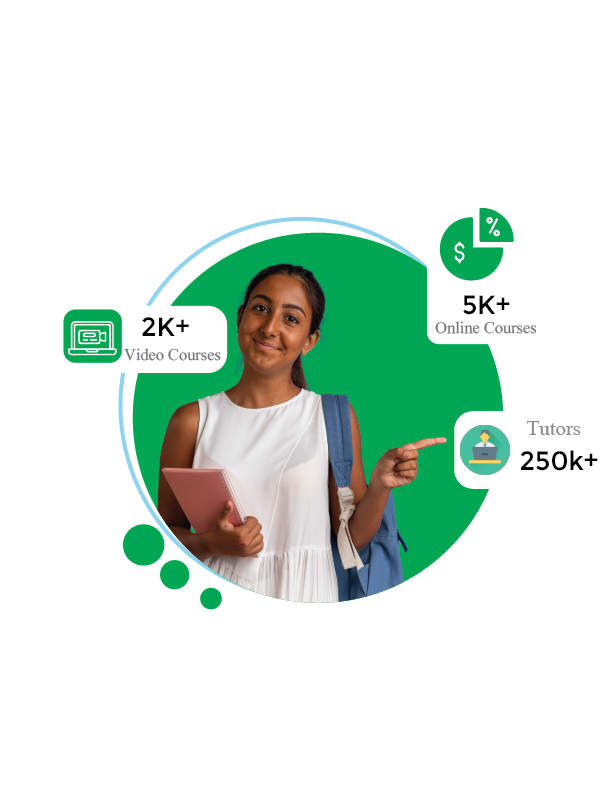 $
%
5K+
Online Courses
2K+
Video Courses
Tutors
250k+